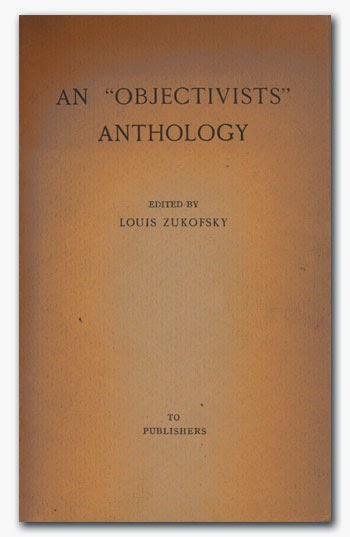 AN “OBJECTIVISTS”
ANTHOLOGY
EDITED BY
LOUIS ZUKOFSKY
TO
PUBLISHERS